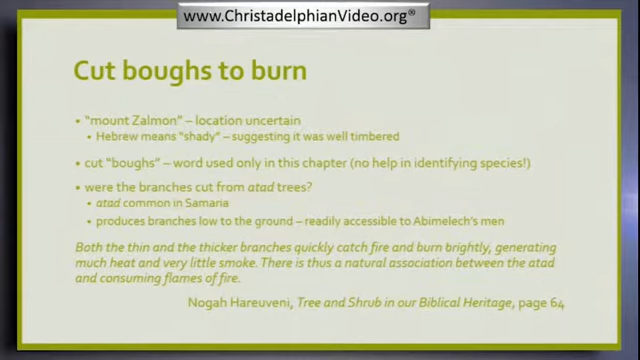 www.ChristadelphianVideo.org®
Cut boughs to burn
• "mount Zalmon" – location uncertain
• Hebrew means "shady" – suggesting it was well timbered
• cut "boughs" – word used only in this chapter (no help in identifying species!)
• were the branches cut from atad trees?
• atad common in Samaria
• produces branches low to the ground – readily accessible to Abimelech's men
Both the thin and the thicker branches quickly catch fire and burn brightly, generating
much heat and very little smoke. There is thus a natural association between the atad
and consuming flames of fire.
Nogah Hareuveni, Tree and Shrub in our Biblical Heritage, page 64